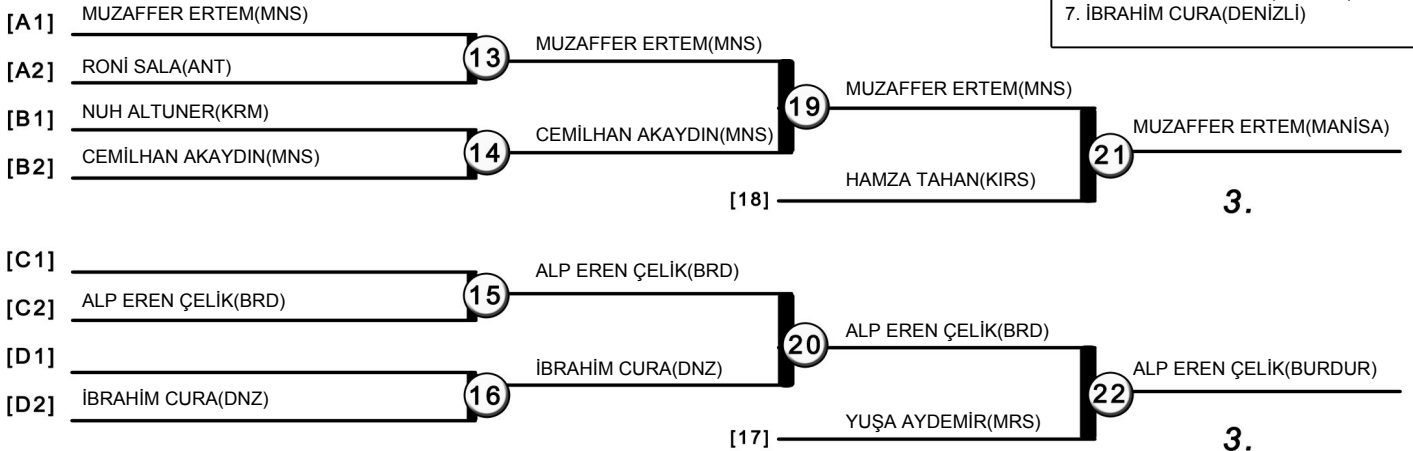 7. İBRAHİM CURA(DENİZLİ)
[A1] MUZAFFER ERTEM(MNS)
[A2] RONİ SALA(ANT)
13
MUZAFFER ERTEM(MNS)
[B1] NUH ALTUNER(KRM)
[B2] CEMİLHAN AKAYDIN(MNS)
14
CEMİLHAN AKAYDIN(MNS)
19
MUZAFFER ERTEM(MNS)
[18] HAMZA TAHAN(KIRS)
21
MUZAFFER ERTEM(MANİSA)
3.
[C1]
[C2] ALP EREN ÇELİK(BRD)
15
ALP EREN ÇELİK(BRD)
[D1]
[D2] İBRAHİM CURA(DNZ)
16
İBRAHİM CURA(DNZ)
20
ALP EREN ÇELİK(BRD)
[17] YUŞA AYDEMİR(MRS)
22
ALP EREN ÇELİK(BURDUR)
3.